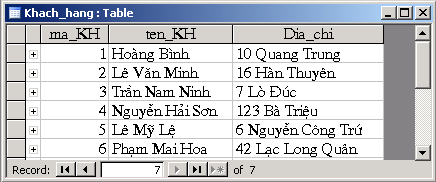 Khach_hang : Table
ma_KH ten_KH Dia_chi
1 Hoàng Bình 10 Quang Trung
2 Lê Văn Minh 16 Hàn Thuyên
3 Trần Nam Ninh 7 Lò Đúc
4 Nguyễn Hải Sơn 123 Bà Triệu
5 Lê Mỹ Lệ 6 Nguyễn Công Trứ
6 Phạm Mai Hoa 42 Lạc Long Quân
Record: 7 of 7